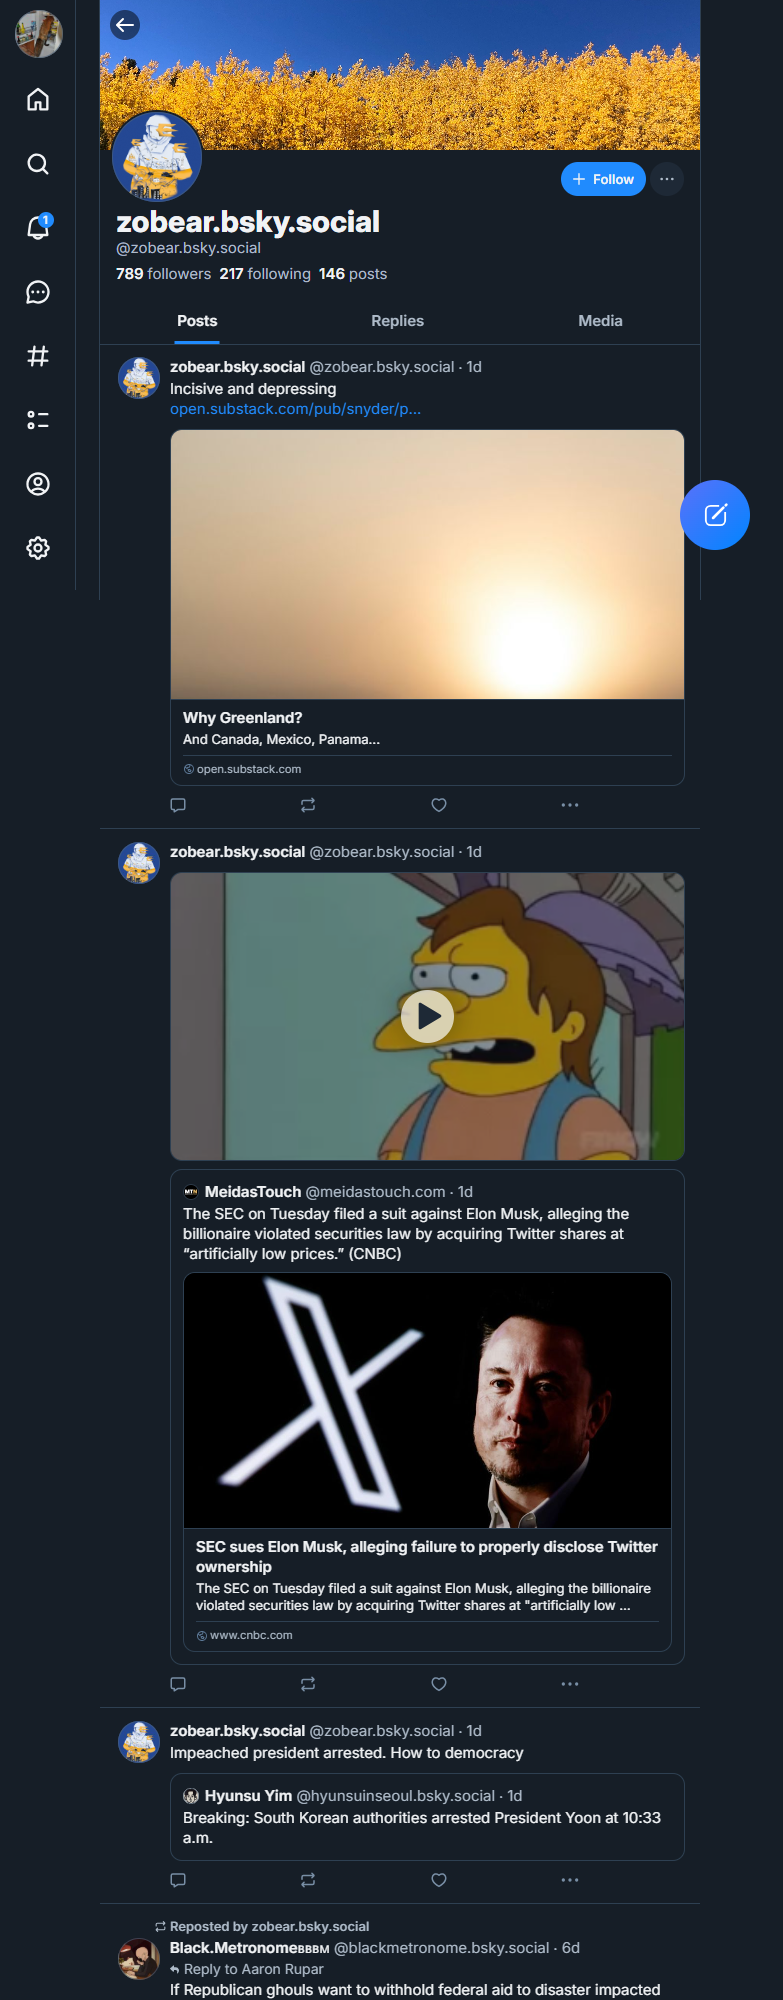 zobear.bsky.social
@zobear.bsky.social
789 followers 217 following 146 posts
+ Follow
1
Posts Replies Media
zobear.bsky.social @zobear.bsky.social · 1d
Incisive and depressing
open.substack.com/pub/snyder/p...
Why Greenland?
And Canada, Mexico, Panama...
open.substack.com
zobear.bsky.social @zobear.bsky.social · 1d
MeidasTouch @meidastouch.com · 1d
The SEC on Tuesday filed a suit against Elon Musk, alleging the
billionaire violated securities law by acquiring Twitter shares at
“artificially low prices.” (CNBC)
X
SEC sues Elon Musk, alleging failure to properly disclose Twitter
ownership
The SEC on Tuesday filed a suit against Elon Musk, alleging the billionaire
violated securities law by acquiring Twitter shares at "artificially low ...
www.cnbc.com
zobear.bsky.social @zobear.bsky.social · 1d
Impeached president arrested. How to democracy
Hyunsu Yim @hyunsuinseoul.bsky.social · 1d
Breaking: South Korean authorities arrested President Yoon at 10:33
a.m.
Reposted by zobear.bsky.social
Black.Metronomeʙʙʙᴍ @blackmetronome.bsky.social · 6d
Reply to Aaron Rupar
If Republican ghouls want to withhold federal aid to disaster impacted